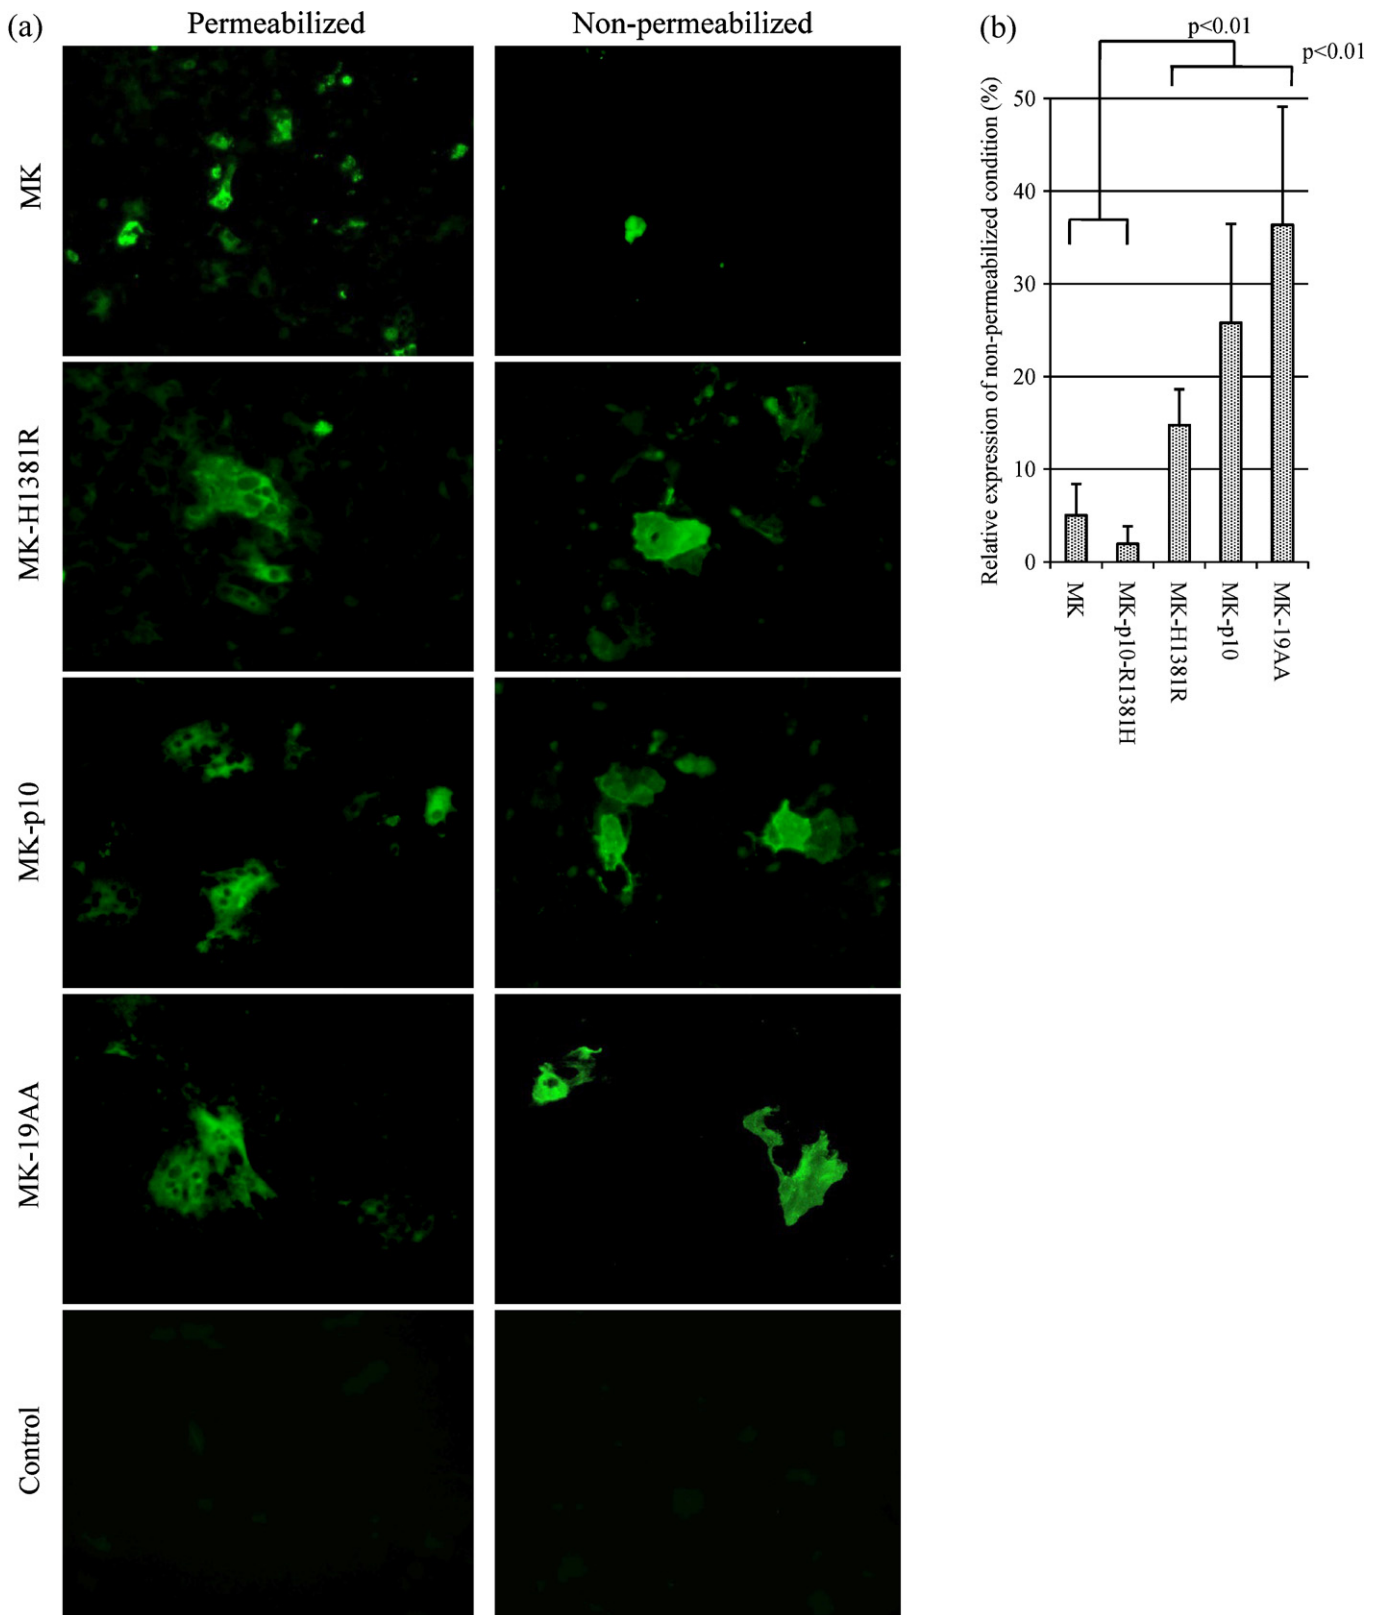 (a)
Permeabilized
Non-permeabilized
MK
MK-H1381R
MK-p10
MK-19AA
Control
(b)
p<0.01
p<0.01
Relative expression of non-permeabilized condition (%)
50
40
30
20
10
0
MK
MK-p10-R1381H
MK-H1381R
MK-p10
MK-19AA